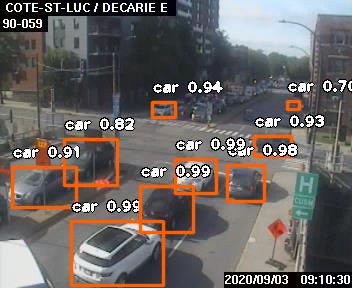 COTE-ST-LUC / DECARIE E
90-059
car 0.94
car 0.70
car 0.82
car 0.93
car 0.99
car 0.91
car 0.98
car 0.99
car 0.99
H
CUSM
2020/09/03 09:10:30